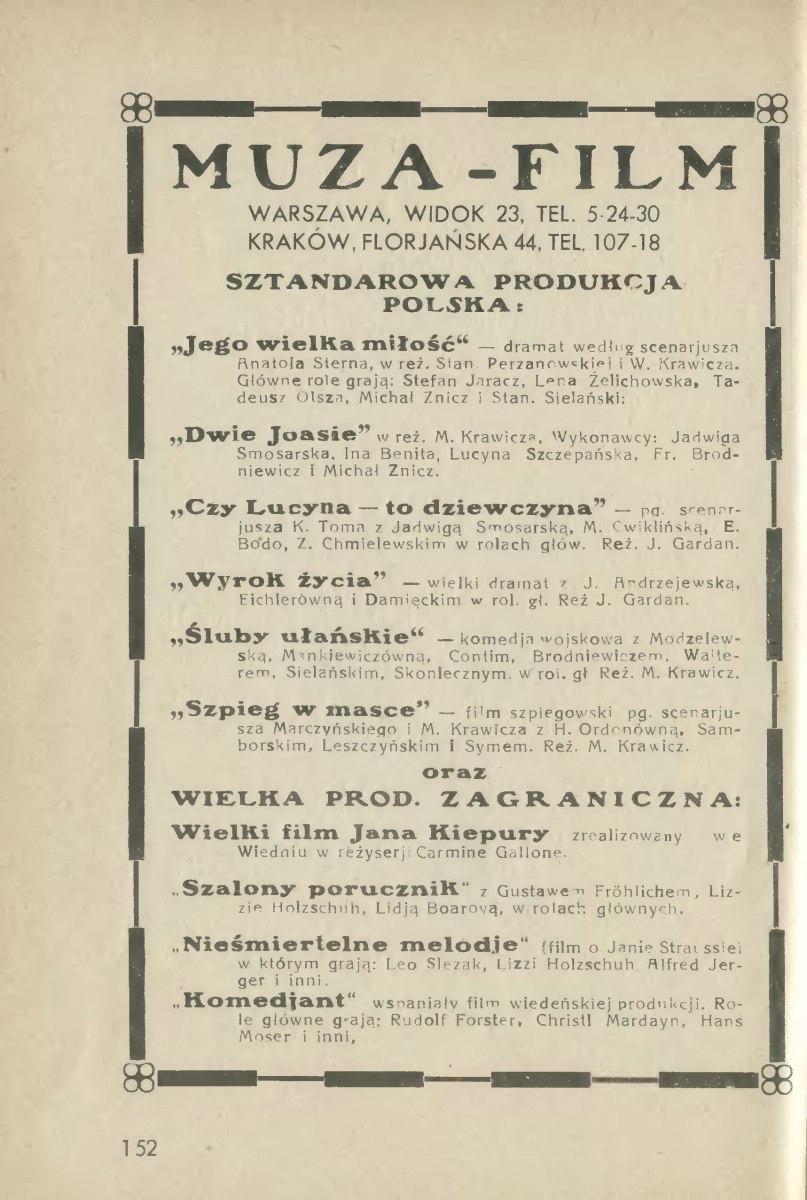 MUZA-FILM
WARSZAWA, WIDOK 23, TEL. 5-24-30
KRAKÓW, FLORJAŃSKA 44, TEL. 107-18
SZTANDAROWA PRODUKCJA
POLSKA:
„Jego wielka miłość“ — dramat według scenarjusza
Anatola Sterna, w reż. Stan. Perzanowskiej i W. Krawicza.
Główne role grają: Stefan Jaracz, Lena Żelichowska, Ta-
deusz Olsza, Michał Znicz i Stan. Sielański:
„Dwie Joasie” w reż. M. Krawicza, Wykonawcy: Jadwiga
Smosarska, Ina Benita, Lucyna Szczepańska, Fr. Brod-
niewicz i Michał Znicz.
„Czy Lucyna — to dziewczyna” — pg. scenar-
jusza K. Toma z Jadwigą Smosarską, M. Ćwiklińską, E.
Bodo, Z. Chmielewskim w rolach głów. Reż. J. Gardan.
„Wyrok życia” — wielki dramat z J. Andrzejewską,
Eichlerówną i Damięckim w rol. gł. Reż J. Gardan.
„Śluby ułańskie“ — komedja wojskowa z Modzelew-
ską, Mankiewiczówną, Contim, Brodniewiczem, Walte-
rem, Sielańskim, Skoniecznym. w rol. gł Reż. M. Krawicz.
„Szpieg w masce” — film szpiegowski pg. scenarju-
sza Marczyńskiego i M. Krawicza z H. Ordonówną, Sam-
borskim, Leszczyńskim i Symem. Reż. M. Krawicz.
oraz
WIELKA PROD. ZAGRANICZNA:
Wielki film Jana Kiepury zrealizowany we
Wiedniu w reżyserji Carmine Gallone.
„Szalony porucznik“ z Gustawem Fröhlichem, Liz-
zie Holzschuh, Lidją Boarovą, w rolach głównych.
„Nieśmiertelne melodje“ (film o Janie Straussie)
w którym grają: Leo Slezak, Lizzi Holzschuh Alfred Jer-
ger i inni.
„Komedjant“ wspaniały film wiedeńskiej produkcji. Ro-
le główne grają: Rudolf Forster, Christl Mardayn, Hans
Moser i inni,
152